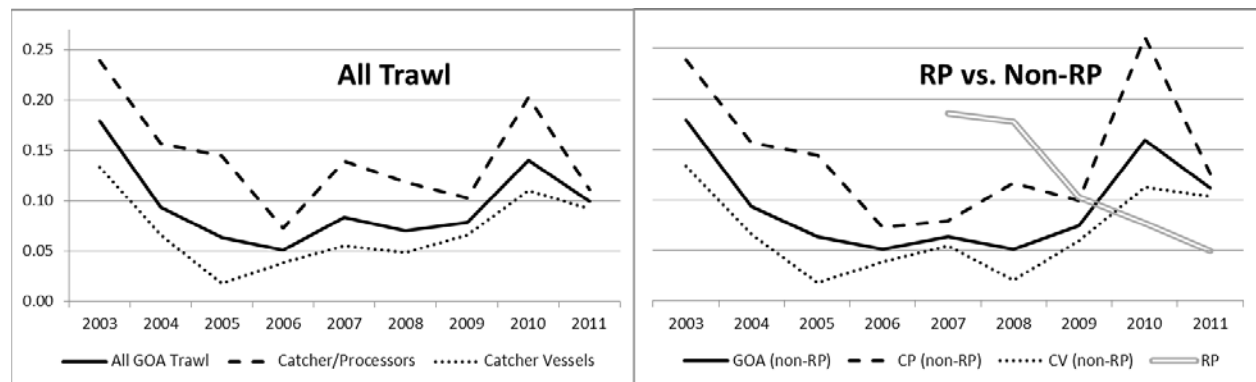 All Trawl
0.25
0.20
0.15
0.10
0.05
0.00
2003 2004 2005 2006 2007 2008 2009 2010 2011
All GOA Trawl Catcher/Processors Catcher Vessels
RP vs. Non-RP
2003 2004 2005 2006 2007 2008 2009 2010 2011
GOA (non-RP) CP (non-RP) CV (non-RP) RP